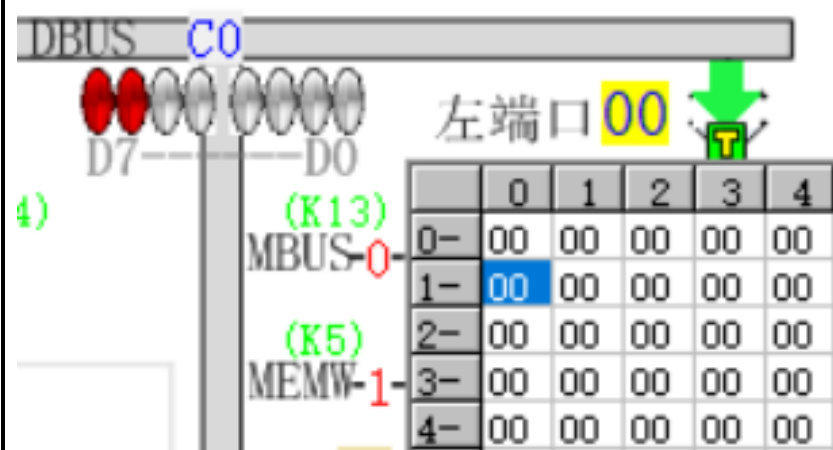 DBUS C0
左端口 00
T
D7 D0
0 1 2 3 4
4)
(K13)
0- 00 00 00 00 00
MBUS-0-
1- 00 00 00 00 00
(K5)
2- 00 00 00 00 00
MEMW-1-
3- 00 00 00 00 00
4- 00 00 00 00 00